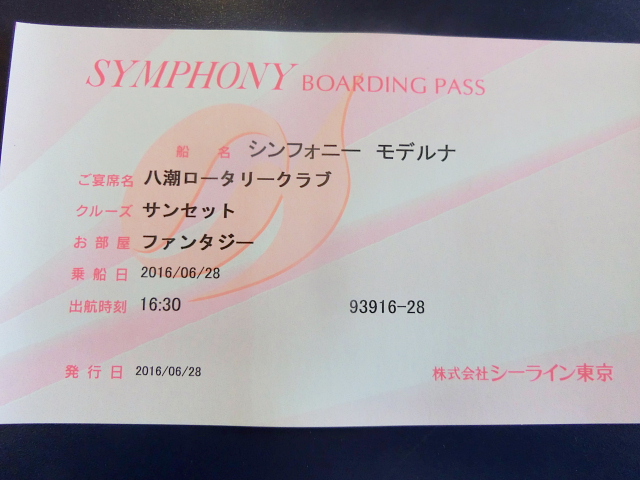 SYMPHONY BOARDING PASS
船 名 シンフォニー モデルナ
ご宴席名 八潮ロータリークラブ
クルーズ サンセット
お部屋 ファンタジー
乗船日 2016/06/28
出航時刻 16:30 93916-28
発行日 2016/06/28 株式会社シーライン東京